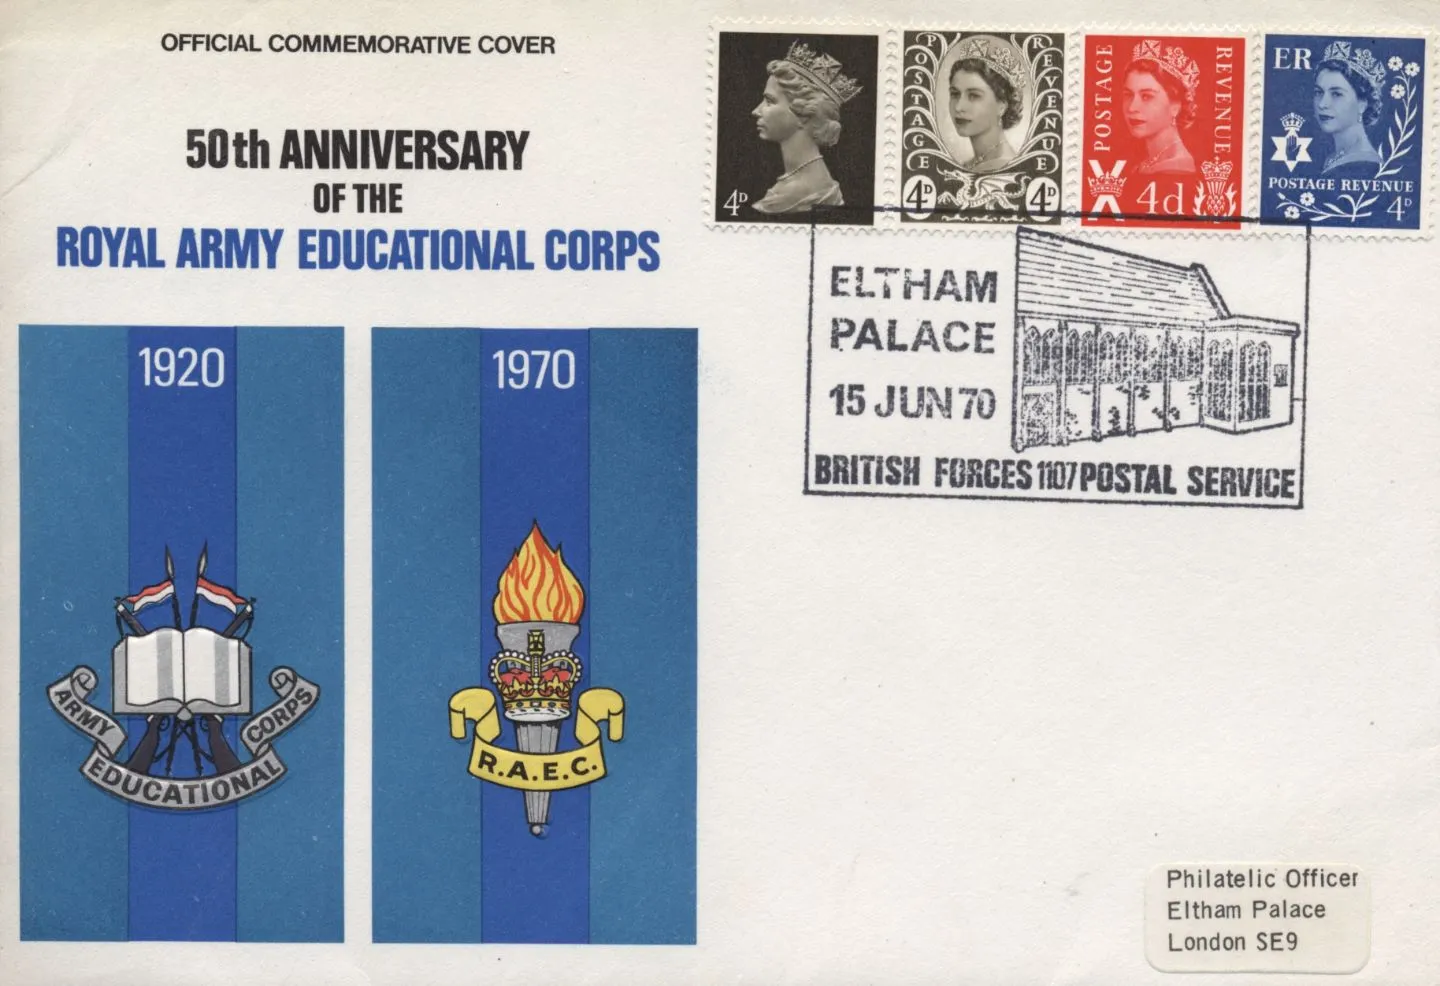 OFFICIAL COMMEMORATIVE COVER
50th ANNIVERSARY
OF THE
ROYAL ARMY EDUCATIONAL CORPS
1920
ARMY EDUCATIONAL CORPS
1970
R.A.E.C.
4D
POSTAGE REVENUE
4D 4D
POSTAGE REVENUE
4d
ER
POSTAGE REVENUE
4D
ELTHAM
PALACE
15 JUN 70
BRITISH FORCES 1107 POSTAL SERVICE
Philatelic Officer
Eltham Palace
London SE9